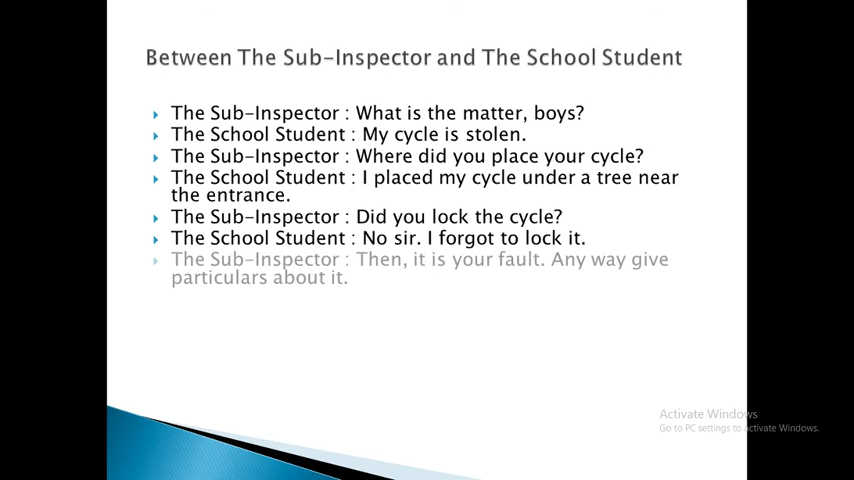 Between The Sub-Inspector and The School Student
The Sub-Inspector : What is the matter, boys?
The School Student : My cycle is stolen.
The Sub-Inspector : Where did you place your cycle?
The School Student : I placed my cycle under a tree near
the entrance.
The Sub-Inspector : Did you lock the cycle?
The School Student : No sir. I forgot to lock it.
The Sub-Inspector : Then, it is your fault. Any way give
particulars about it.
Activate Windows
Go to PC settings to activate Windows.